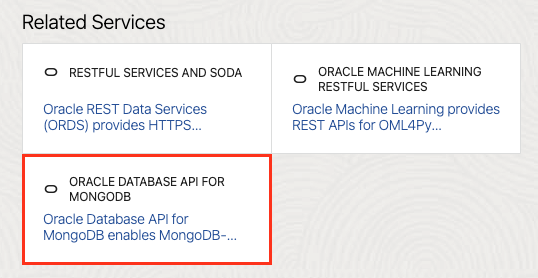 Related Services
RESTFUL SERVICES AND SODA
Oracle REST Data Services
(ORDS) provides HTTPS...
ORACLE MACHINE LEARNING
RESTFUL SERVICES
Oracle Machine Learning provides
REST APIs for OML4Py...
ORACLE DATABASE API FOR
MONGODB
Oracle Database API for
MongoDB enables MongoDB-...